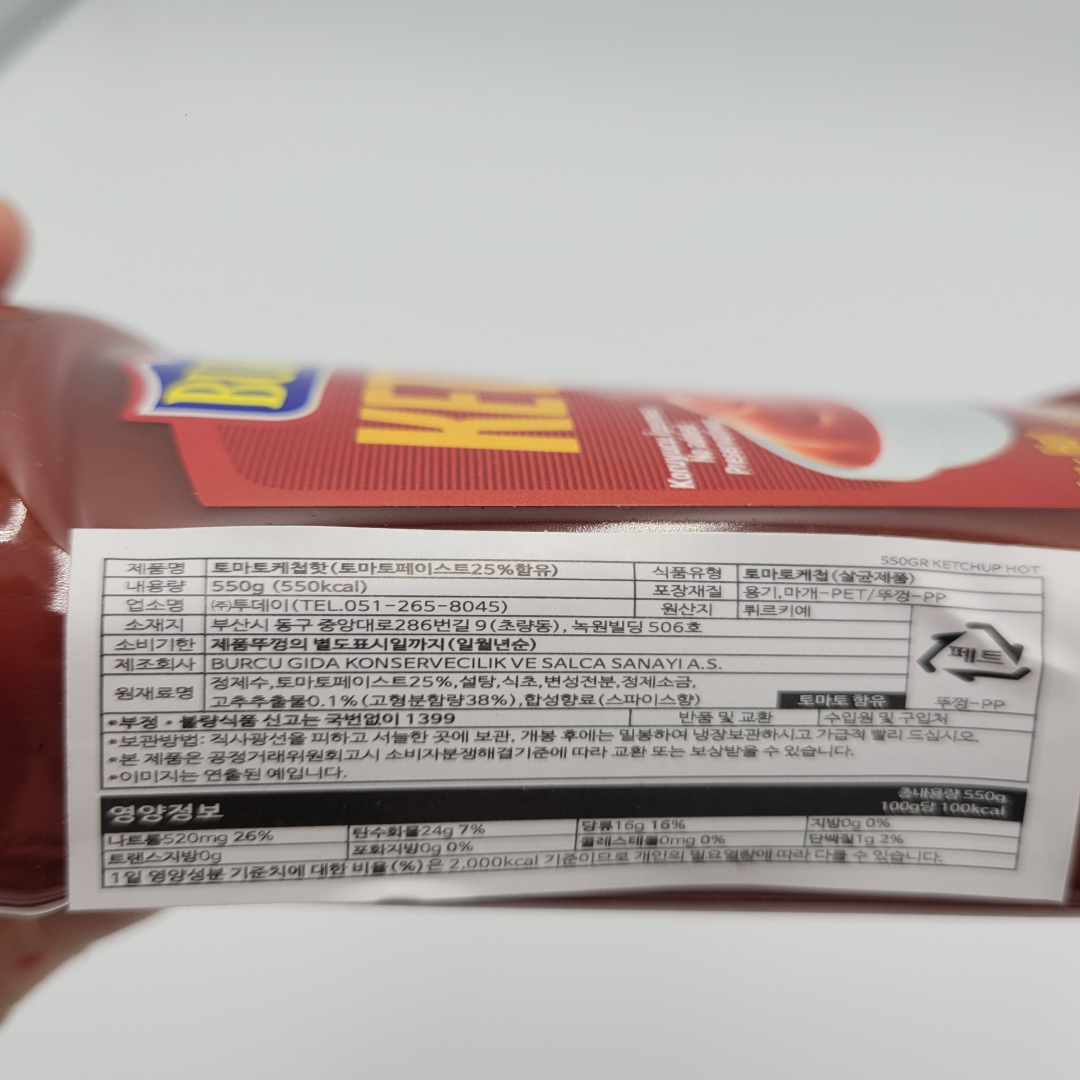 KE
Koruyucu İçermez
550GR KETCHUP HOT
제품명 토마토케첩핫(토마토페이스트25%함유) 식품유형 토마토케첩(살균제품)
내용량 550g (550kcal) 포장재질 용기,마개-PET/뚜껑-PP
업소명 ㈜투데이(TEL.051-265-8045) 원산지 튀르키예
소재지 부산시 동구 중앙대로286번길 9(초량동), 녹원빌딩 506호
소비기한 제품뚜껑의 별도표시일까지(일월년순)
제조회사 BURCU GIDA KONSERVECILIK VE SALCA SANAYI A.S.
원재료명 정제수,토마토페이스트25%,설탕,식초,변성전분,정제소금,
고추추출물0.1%(고형분함량38%),합성향료(스파이스향) 토마토 함유
페트
뚜껑-PP
*부정·불량식품 신고는 국번없이 1399 반품 및 교환 수입원 및 구입처
*보관방법: 직사광선을 피하고 서늘한 곳에 보관, 개봉 후에는 밀봉하여 냉장보관하시고 가급적 빨리 드십시오.
*본 제품은 공정거래위원회고시 소비자분쟁해결기준에 따라 교환 또는 보상받을 수 있습니다.
*이미지는 연출된 예입니다.
영양정보 총내용량 550g
100g당 100kcal
나트륨520mg 26% 탄수화물24g 7% 당류16g 16% 지방0g 0%
트랜스지방0g 포화지방0g 0% 콜레스테롤0mg 0% 단백질1g 2%
1일 영양성분 기준치에 대한 비율(%)은 2,000kcal 기준이므로 개인의 필요열량에 따라 다를 수 있습니다.